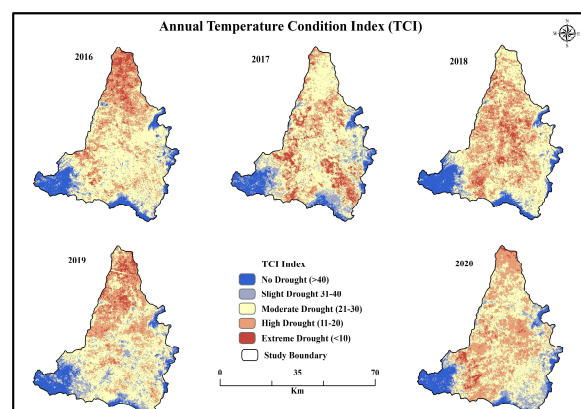 Annual Temperature Condition Index (TCI)
N
W E
S
2016
2017
2018
2019
2020
TCI Index
No Drought (>40)
Slight Drought 31-40
Moderate Drought (21-30)
High Drought (11-20)
Extreme Drought (<10)
Study Boundary
0 35 70
Km